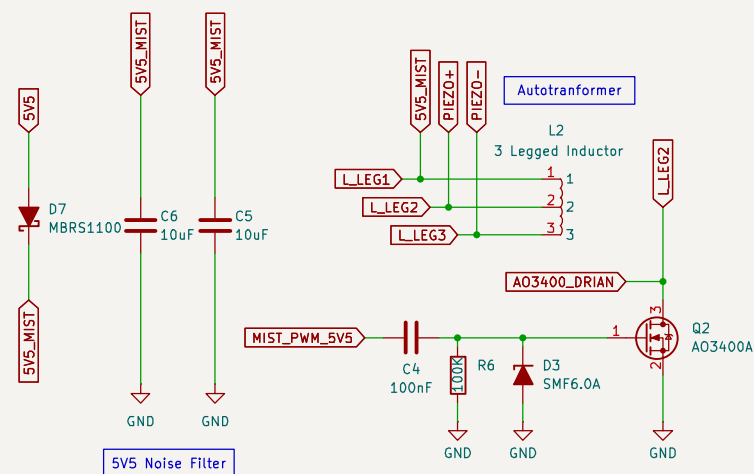 5V5_MIST
5V5_MIST
5V5
5V5_MIST
PIEZO+
PIEZO-
Autotranformer
L2
3 Legged Inductor
L_LEG1
1
1
L_LEG2
2
2
L_LEG3
3
3
L_LEG2
D7
MBRS1100
C6
10uF
C5
10uF
5V5_MIST
AO3400_DRIAN
3
Q2
AO3400A
1
2
MIST_PWM_5V5
C4
100nF
R6
100K
D3
SMF6.0A
GND
GND
GND
GND
GND
5V5 Noise Filter